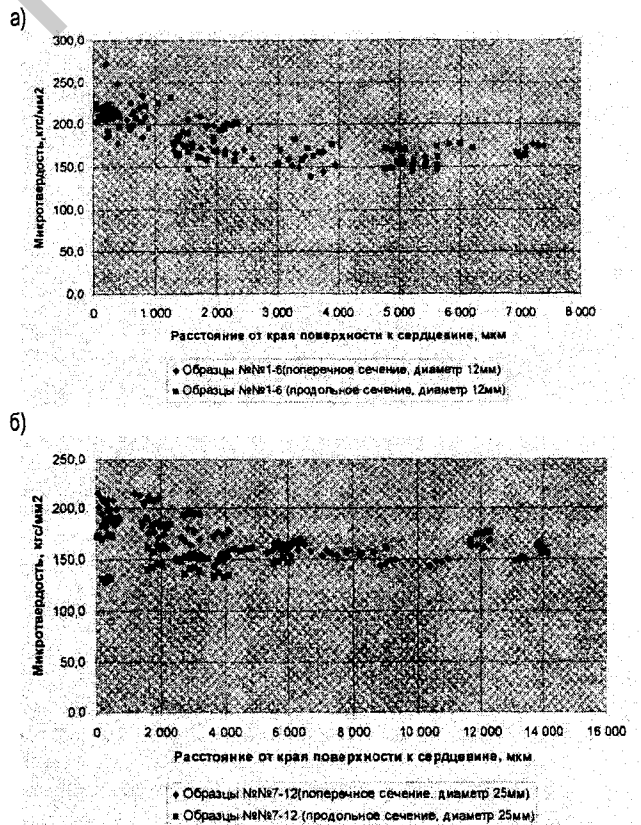 а)
Микротвердость, кгс/мм2
300,0
250,0
200,0
150,0
100,0
50,0
0,0
0 1 000 2 000 3 000 4 000 5 000 6 000 7 000 8 000
Расстояние от края поверхности к сердцевине, мкм
♦ Образцы №№1-6(поперечное сечение, диаметр 12мм)
■ Образцы №№1-6 (продольное сечение, диаметр 12мм)
б)
Микротвердость, кгс/мм2
250,0
200,0
150,0
100,0
50,0
0,0
0 2 000 4 000 6 000 8 000 10 000 12 000 14 000 16 000
Расстояние от края поверхности к сердцевине, мкм
♦ Образцы №№7-12(поперечное сечение, диаметр 25мм)
■ Образцы №№7-12 (продольное сечение, диаметр 25мм)